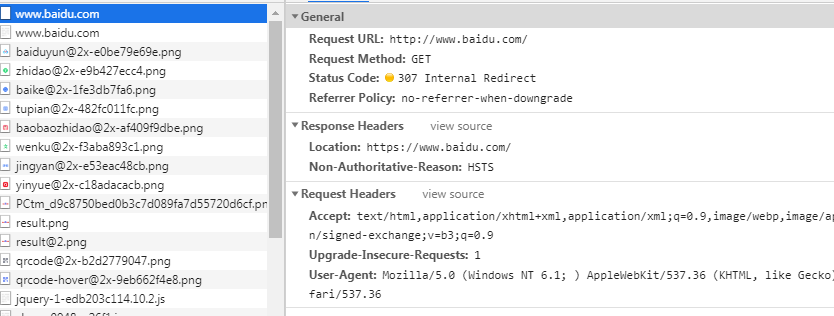 www.baidu.com
www.baidu.com
baiduyun@2x-e0be79e69e.png
zhidao@2x-e9b427ecc4.png
baike@2x-1fe3db7fa6.png
tupian@2x-482fc011fc.png
baobaozhidao@2x-af409f9dbe.png
wenku@2x-f3aba893c1.png
jingyan@2x-e53eac48cb.png
yinyue@2x-c18adacacb.png
PCtm_d9c8750bed0b3c7d089fa7d55720d6cf.pn
result.png
result@2.png
qrcode@2x-b2d2779047.png
qrcode-hover@2x-9eb662f4e8.png
jquery-1-edb203c114.10.2.js
General
Request URL: http://www.baidu.com/
Request Method: GET
Status Code: 307 Internal Redirect
Referrer Policy: no-referrer-when-downgrade
Response Headers view source
Location: https://www.baidu.com/
Non-Authoritative-Reason: HSTS
Request Headers view source
Accept: text/html,application/xhtml+xml,application/xml;q=0.9,image/webp,image/ap
n/signed-exchange;v=b3;q=0.9
Upgrade-Insecure-Requests: 1
User-Agent: Mozilla/5.0 (Windows NT 6.1; ) AppleWebKit/537.36 (KHTML, like Gecko)
fari/537.36